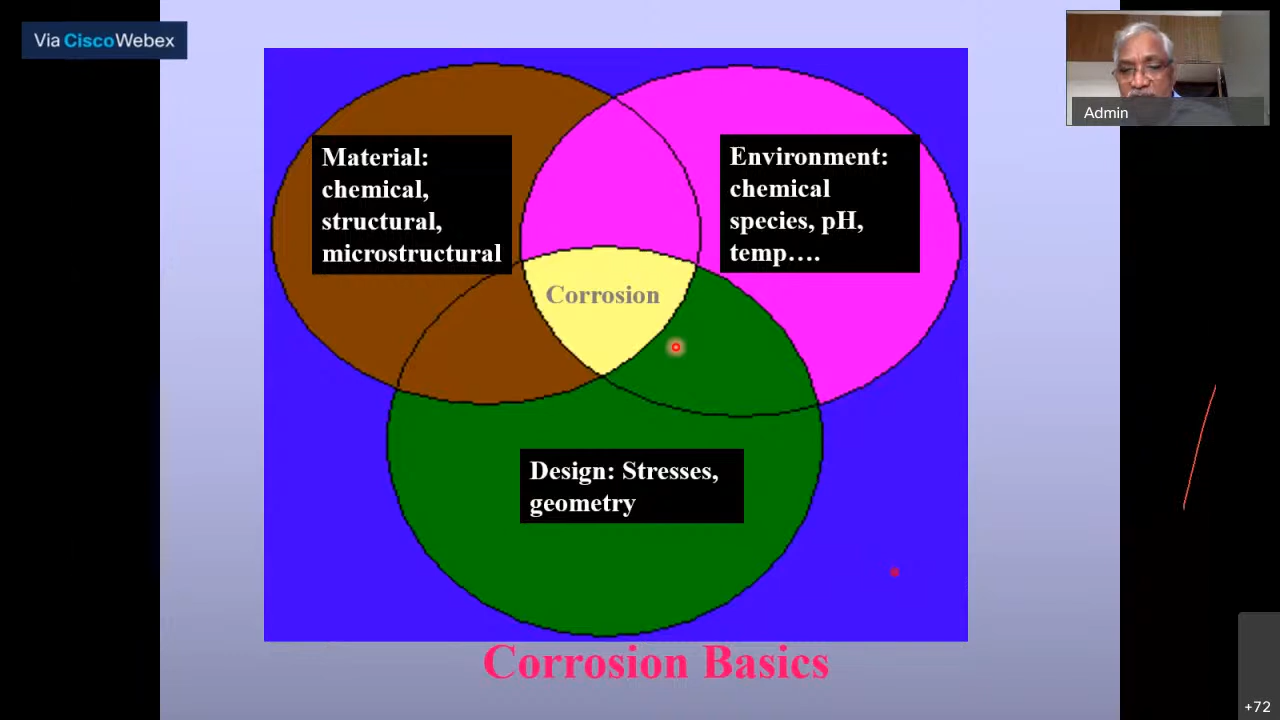 Via CiscoWebex
Admin
Material:
chemical,
structural,
microstructural
Environment:
chemical
species, pH,
temp....
Corrosion
Design: Stresses,
geometry
Corrosion Basics
+72